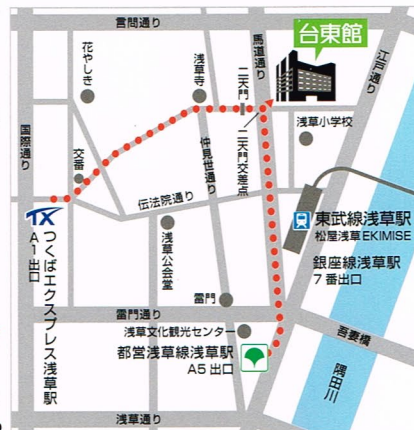 言問通り
台東館
花やしき
浅草寺
馬道通り
二天門
江戸通り
国際通り
交番
仲見世通り
二天門交差点
浅草小学校
伝法院通り
TX
つくばエクスプレス浅草駅
A1出口
浅草公会堂
東武線浅草駅
松屋浅草EKIMISE
銀座線浅草駅
7番出口
雷門
雷門通り
浅草文化観光センター
吾妻橋
都営浅草線浅草駅
A5出口
隅田川
浅草通り